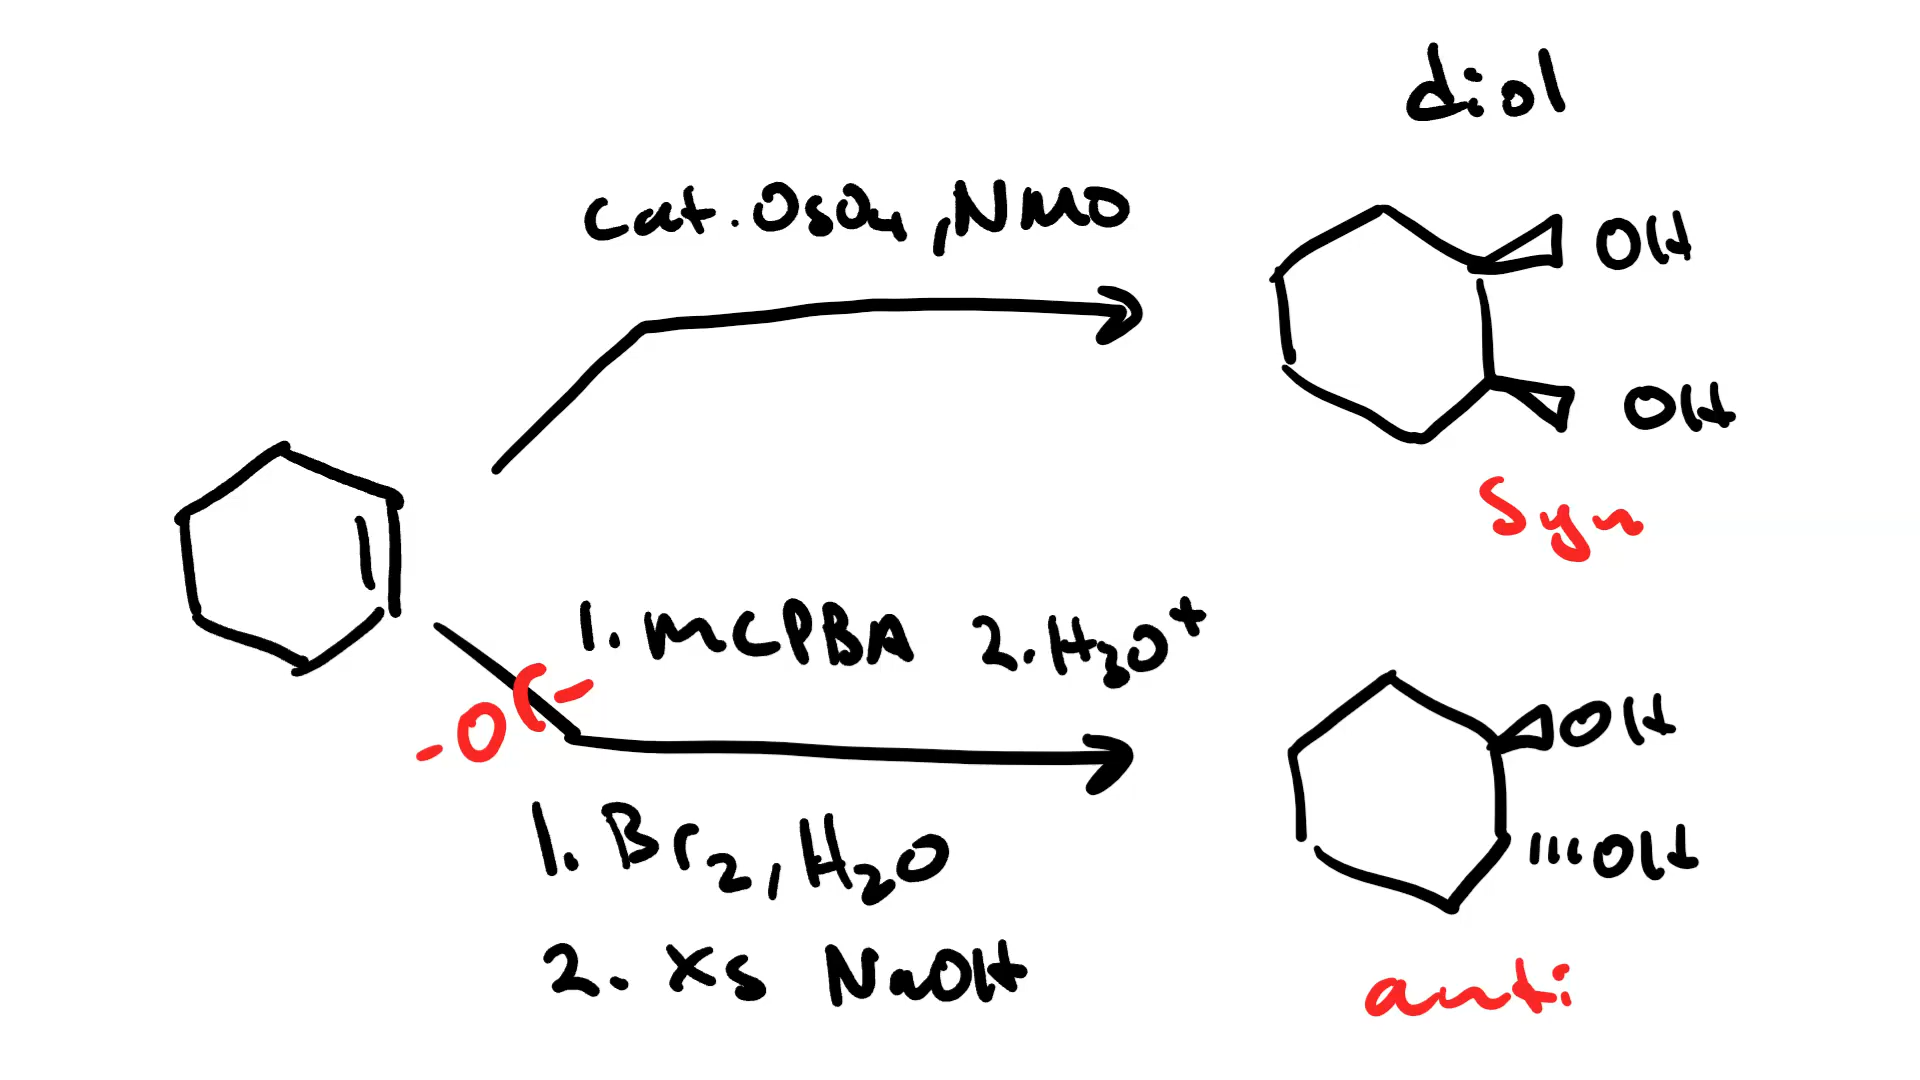 diol
cat. OsO4, NMO
OH
OH
Syn
1. MCPBA 2. H3O+
-O(-
OH
OH
1. Br2, H2O
2. xs NaOH
anti